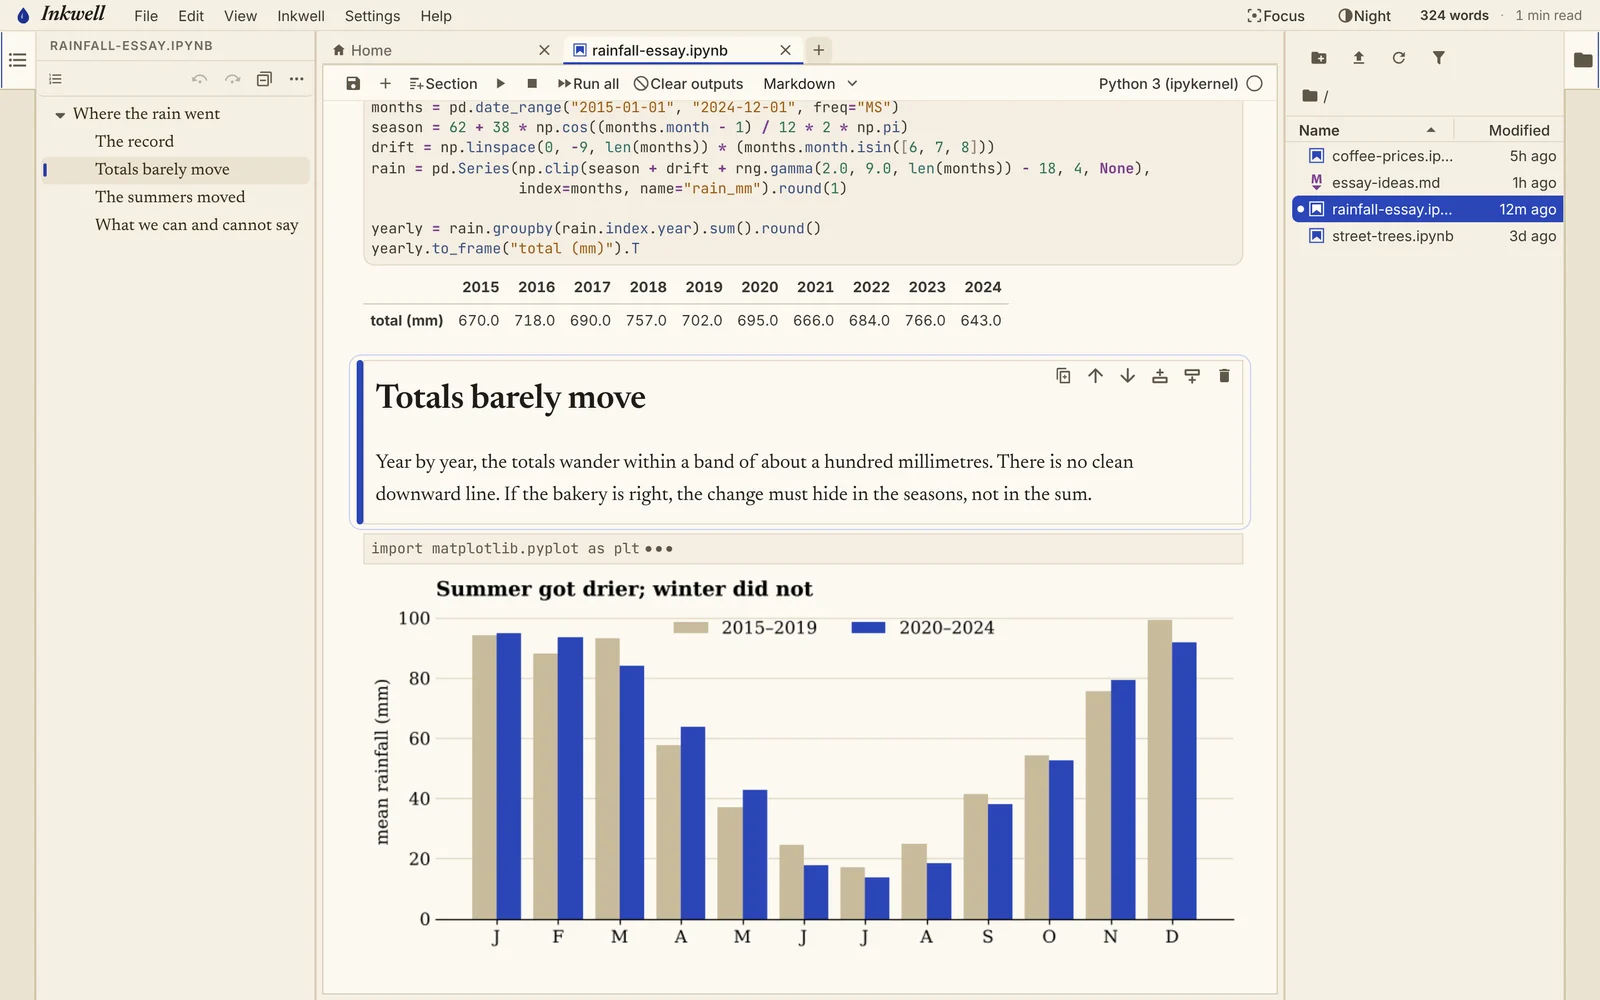 Inkwell File Edit View Inkwell Settings Help Focus Night 324 words · 1 min read
RAINFALL-ESSAY.IPYNB
Where the rain went
The record
Totals barely move
The summers moved
What we can and cannot say
Home rainfall-essay.ipynb
Section Run all Clear outputs Markdown Python 3 (ipykernel)
months = pd.date_range("2015-01-01", "2024-12-01", freq="MS")
season = 62 + 38 * np.cos((months.month - 1) / 12 * 2 * np.pi)
drift = np.linspace(0, -9, len(months)) * (months.month.isin([6, 7, 8]))
rain = pd.Series(np.clip(season + drift + rng.gamma(2.0, 9.0, len(months)) - 18, 4, None),
index=months, name="rain_mm").round(1)
yearly = rain.groupby(rain.index.year).sum().round()
yearly.to_frame("total (mm)").T
2015 2016 2017 2018 2019 2020 2021 2022 2023 2024
total (mm) 670.0 718.0 690.0 757.0 702.0 695.0 666.0 684.0 766.0 643.0
Totals barely move
Year by year, the totals wander within a band of about a hundred millimetres. There is no clean
downward line. If the bakery is right, the change must hide in the seasons, not in the sum.
import matplotlib.pyplot as plt •••
Summer got drier; winter did not
2015–2019 2020–2024
mean rainfall (mm)
100
80
60
40
20
0
J F M A M J J A S O N D
/
Name Modified
coffee-prices.ip... 5h ago
essay-ideas.md 1h ago
rainfall-essay.ip... 12m ago
street-trees.ipynb 3d ago